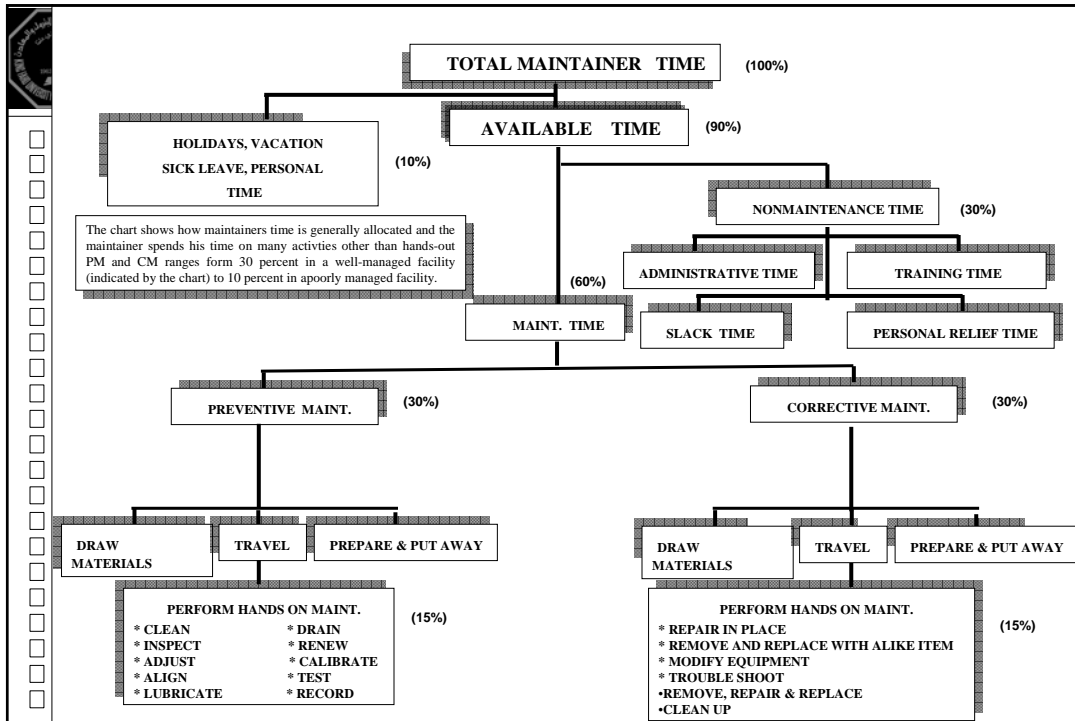 TOTAL MAINTAINER TIME (100%)
AVAILABLE TIME (90%)
HOLIDAYS, VACATION
SICK LEAVE, PERSONAL
TIME
(10%)
NONMAINTENANCE TIME (30%)
The chart shows how maintainers time is generally allocated and the
maintainer spends his time on many activties other than hands-out
PM and CM ranges form 30 percent in a well-managed facility
(indicated by the chart) to 10 percent in apoorly managed facility.
ADMINISTRATIVE TIME
TRAINING TIME
(60%)
MAINT. TIME
SLACK TIME
PERSONAL RELIEF TIME
PREVENTIVE MAINT. (30%)
CORRECTIVE MAINT. (30%)
DRAW
MATERIALS
TRAVEL
PREPARE & PUT AWAY
DRAW
MATERIALS
TRAVEL
PREPARE & PUT AWAY
PERFORM HANDS ON MAINT. (15%)
* CLEAN * DRAIN
* INSPECT * RENEW
* ADJUST * CALIBRATE
* ALIGN * TEST
* LUBRICATE * RECORD
PERFORM HANDS ON MAINT. (15%)
* REPAIR IN PLACE
* REMOVE AND REPLACE WITH ALIKE ITEM
* MODIFY EQUIPMENT
* TROUBLE SHOOT
•REMOVE, REPAIR & REPLACE
•CLEAN UP